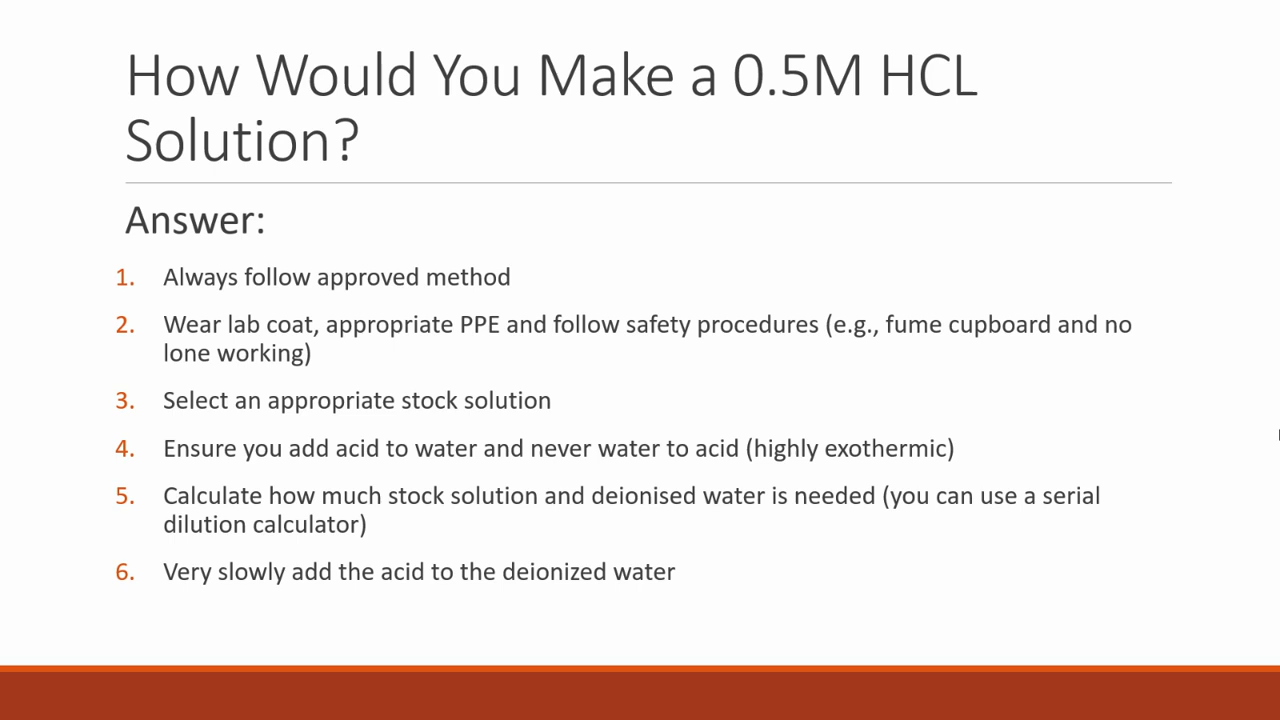 How Would You Make a 0.5M HCL
Solution?
Answer:
1. Always follow approved method
2. Wear lab coat, appropriate PPE and follow safety procedures (e.g., fume cupboard and no
lone working)
3. Select an appropriate stock solution
4. Ensure you add acid to water and never water to acid (highly exothermic)
5. Calculate how much stock solution and deionised water is needed (you can use a serial
dilution calculator)
6. Very slowly add the acid to the deionized water